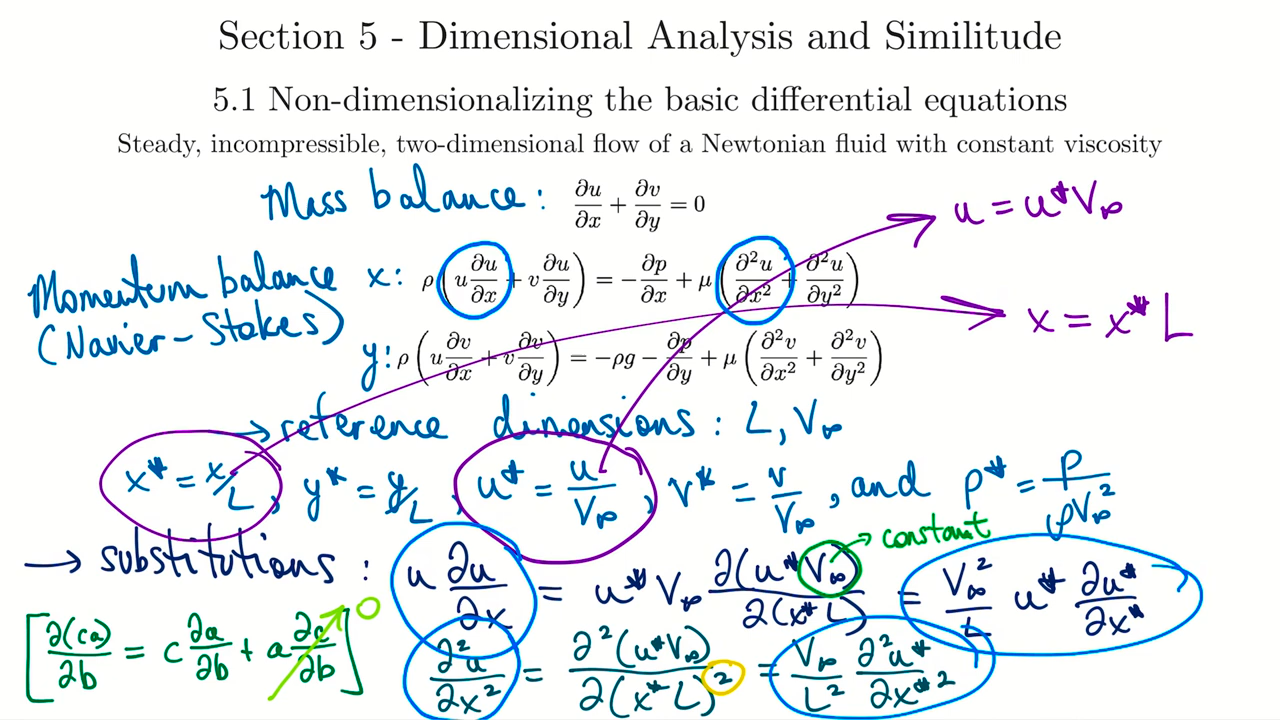 Section 5 - Dimensional Analysis and Similitude
5.1 Non-dimensionalizing the basic differential equations
Steady, incompressible, two-dimensional flow of a Newtonian fluid with constant viscosity
Mass balance: ∂u/∂x + ∂v/∂y = 0
u = u*V∞
Momentum balance
(Navier-Stokes)
x: ρ(u ∂u/∂x + v ∂u/∂y) = −∂p/∂x + μ(∂²u/∂x² + ∂²u/∂y²)
x = x*L
y: ρ(u ∂v/∂x + v ∂v/∂y) = −ρg − ∂p/∂y + μ(∂²v/∂x² + ∂²v/∂y²)
→ reference dimensions: L, V∞
x* = x/L, y* = y/L, u* = u/V∞, v* = v/V∞, and p* = p/ρV∞²
→ constant
→ substitutions: u ∂u/∂x = u*V∞ ∂(u*V∞)/∂(x*L) = V∞²/L u* ∂u*/∂x*
[∂(ca)/∂b = c ∂a/∂b + a ∂c/∂b] 0
∂²u/∂x² = ∂²(u*V∞)/∂(x*L)² = V∞/L² ∂²u*/∂x*²